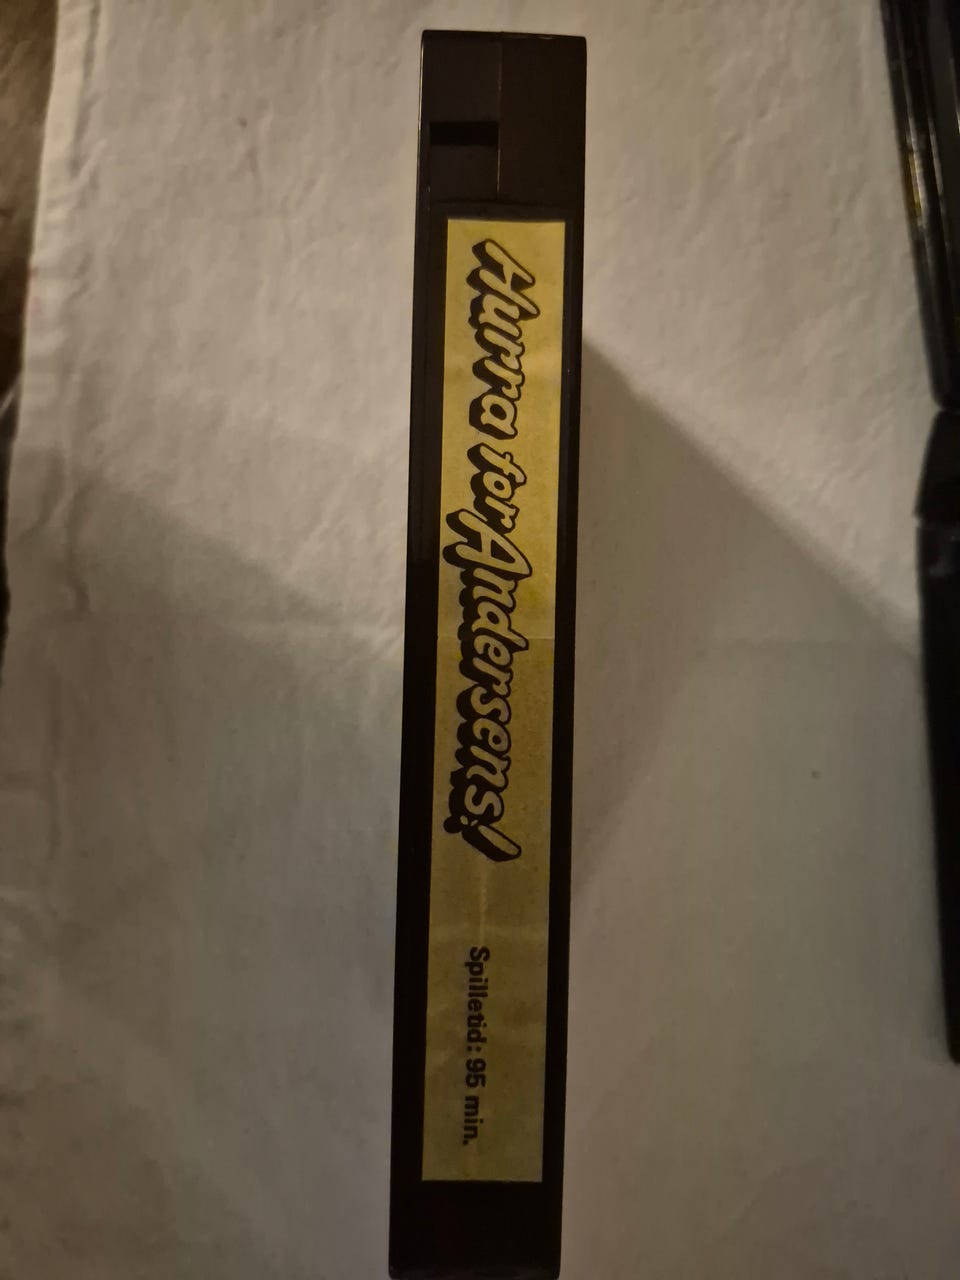 Hurra for Andersens!
Spilletid: 95 min.